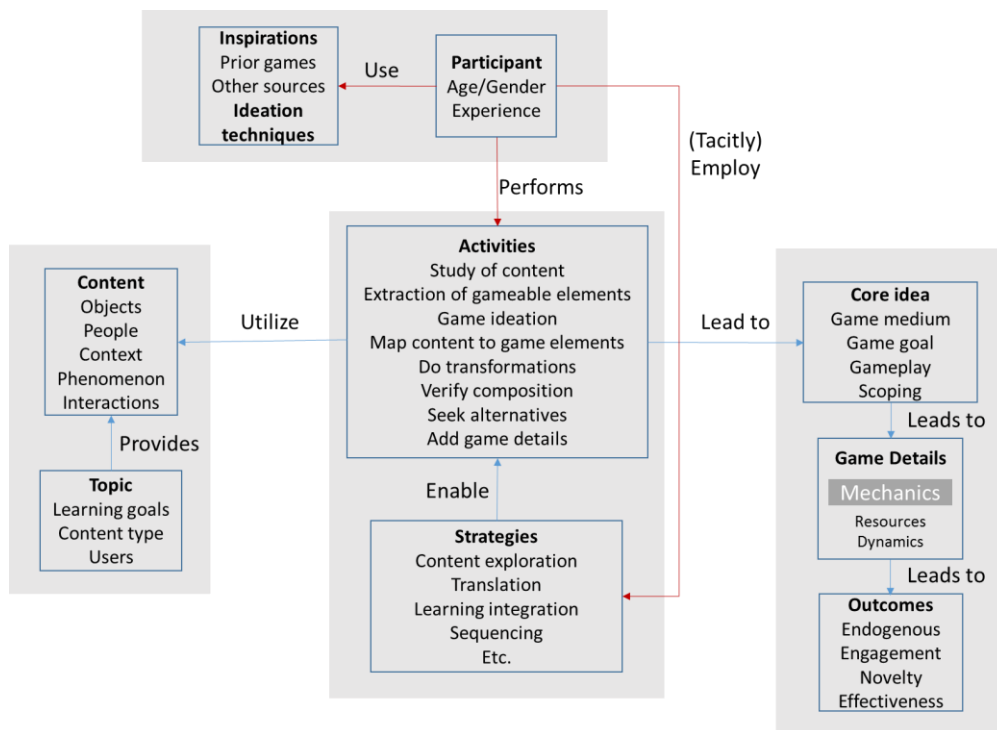 Inspirations
Prior games
Other sources
Ideation
techniques
Use
Participant
Age/Gender
Experience
(Tacitly)
Employ
Performs
Activities
Study of content
Extraction of gameable elements
Game ideation
Map content to game elements
Do transformations
Verify composition
Seek alternatives
Add game details
Content
Objects
People
Context
Phenomenon
Interactions
Utilize
Provides
Topic
Learning goals
Content type
Users
Enable
Strategies
Content exploration
Translation
Learning integration
Sequencing
Etc.
Lead to
Core idea
Game medium
Game goal
Gameplay
Scoping
Leads to
Game Details
Mechanics
Resources
Dynamics
Leads to
Outcomes
Endogenous
Engagement
Novelty
Effectiveness